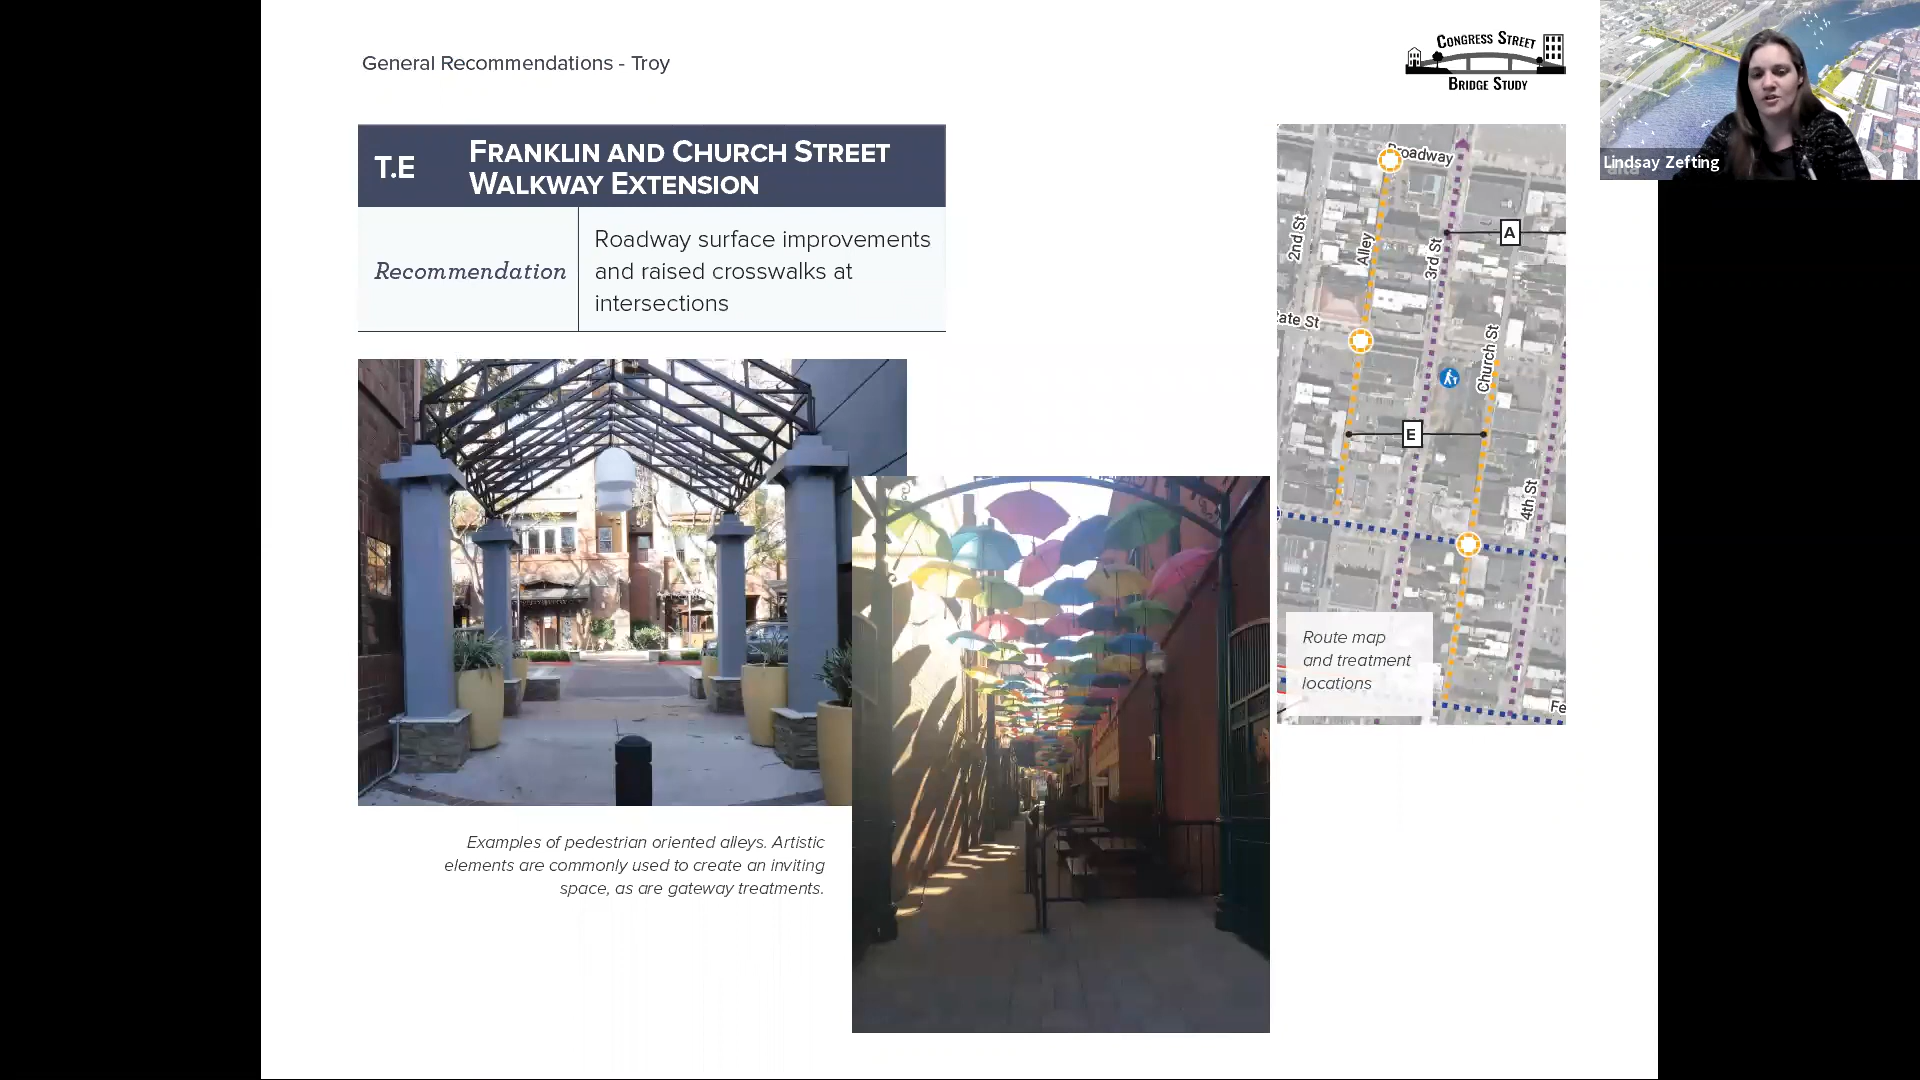 General Recommendations - Troy
CONGRESS STREET
BRIDGE STUDY
Lindsay Zefting
alta
T.E
FRANKLIN AND CHURCH STREET
WALKWAY EXTENSION
Recommendation
Roadway surface improvements
and raised crosswalks at
intersections
Broadway
2nd St
Alley
3rd St
A
ate St
Church St
E
4th St
Route map
and treatment
locations
Fe
Examples of pedestrian oriented alleys. Artistic
elements are commonly used to create an inviting
space, as are gateway treatments.